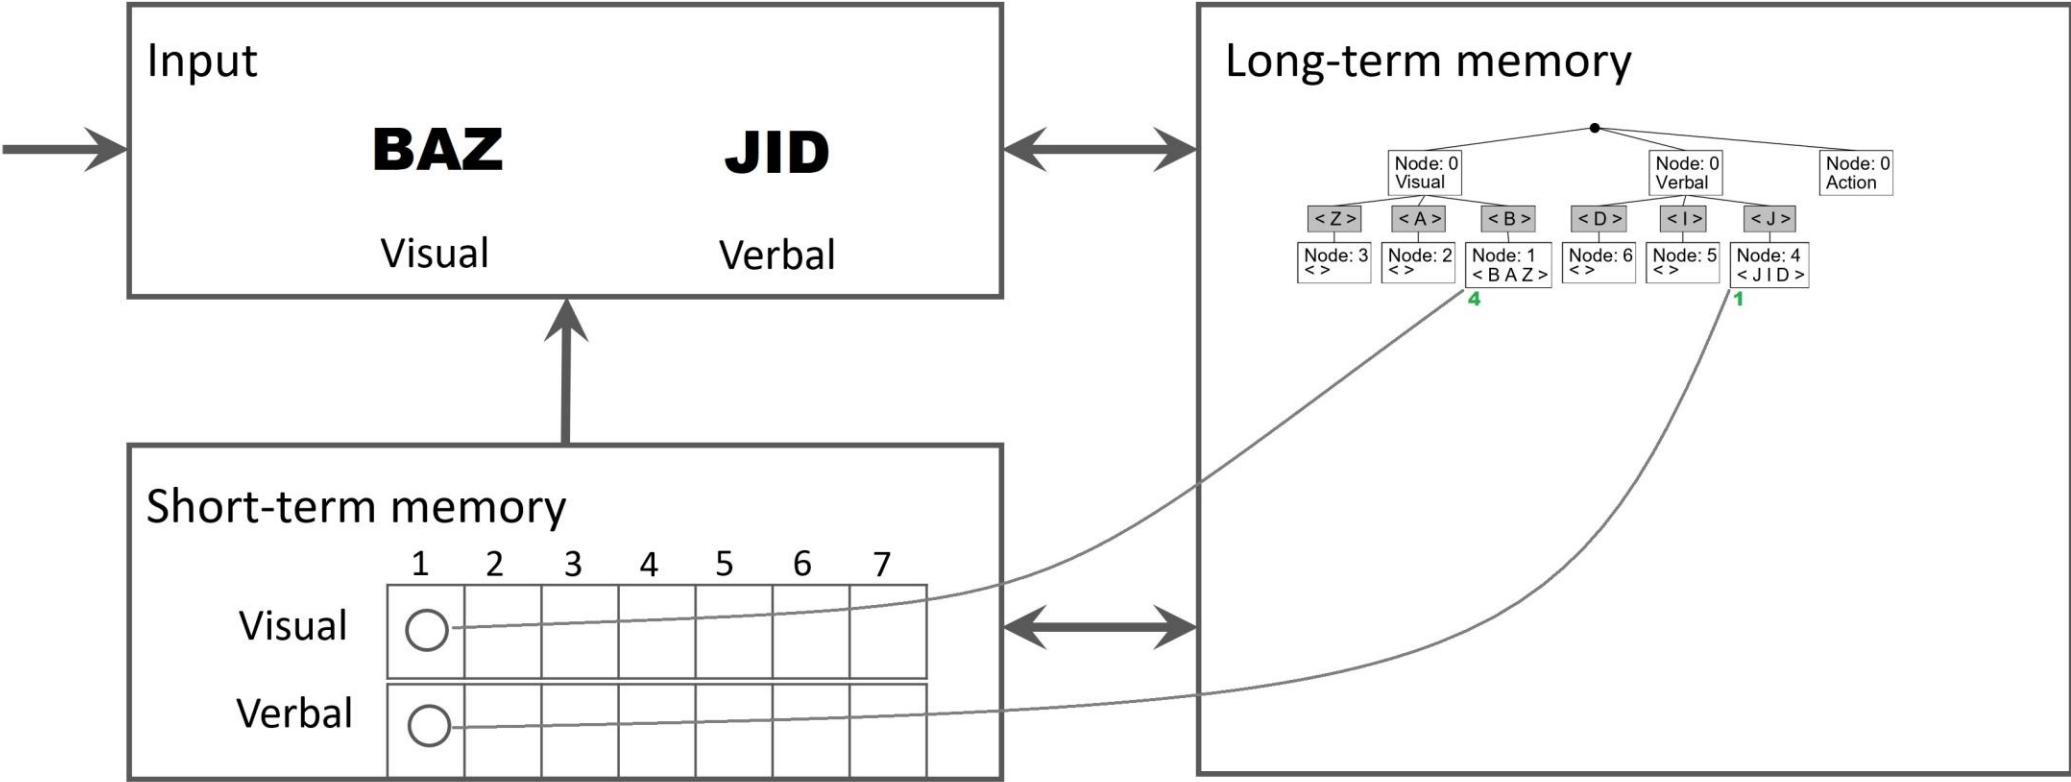 Input
BAZ JID
Visual Verbal
Short-term memory
1 2 3 4 5 6 7
Visual
Verbal
Long-term memory
Node: 0 Visual
Node: 0 Verbal
Node: 0 Action
< Z > < A > < B > < D > < I > < J >
Node: 3 < >
Node: 2 < >
Node: 1 < B A Z >
Node: 6 < >
Node: 5 < >
Node: 4 < J I D >
4 1